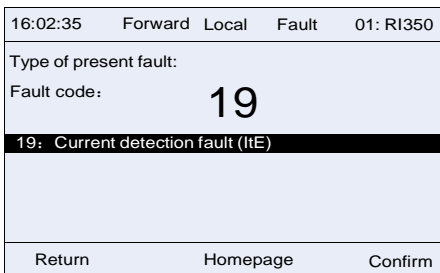 16:02:35 Forward Local Fault 01: RI350
Type of present fault:
Fault code： 19
19： Current detection fault (ItE)
Return Homepage Confirm